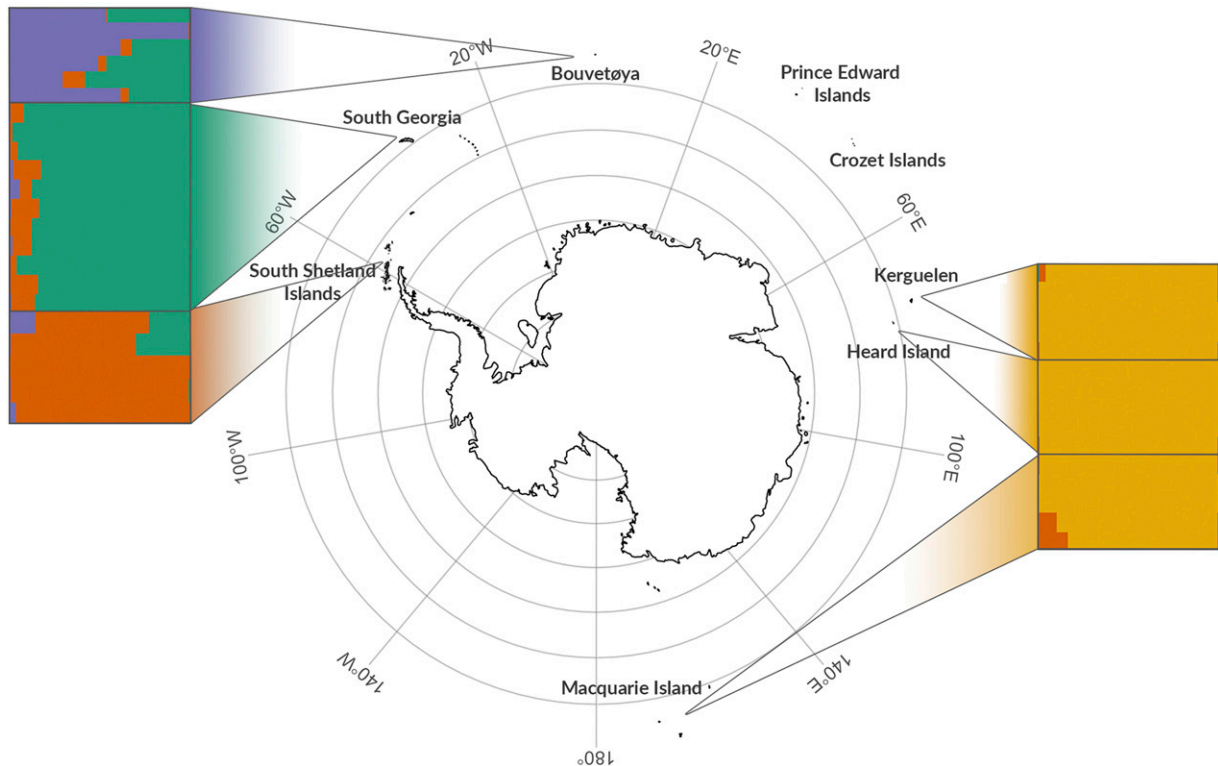 20°W
20°E
Bouvetøya
Prince Edward
Islands
South Georgia
Crozet Islands
60°W
60°E
South Shetland
Islands
Kerguelen
Heard Island
100°W
100°E
Macquarie Island
140°W
140°E
180°